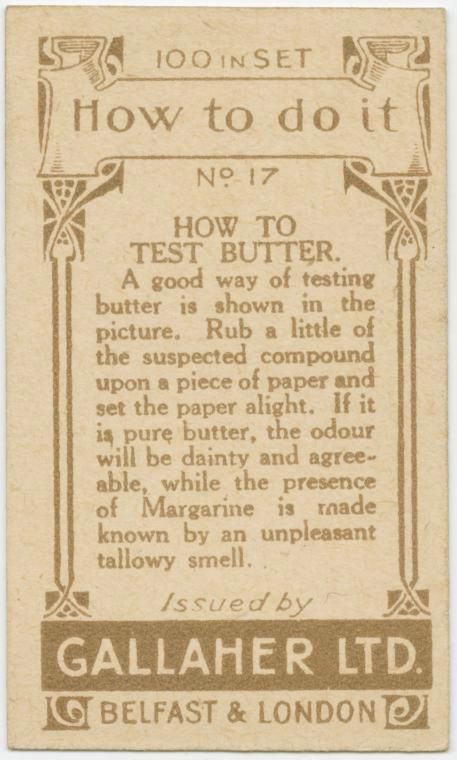 100 IN SET
How to do it
No 17
HOW TO
TEST BUTTER.
A good way of testing
butter is shown in the
picture. Rub a little of
the suspected compound
upon a piece of paper and
set the paper alight. If it
is pure butter, the odour
will be dainty and agree-
able, while the presence
of Margarine is made
known by an unpleasant
tallowy smell.
Issued by
GALLAHER LTD.
BELFAST & LONDON